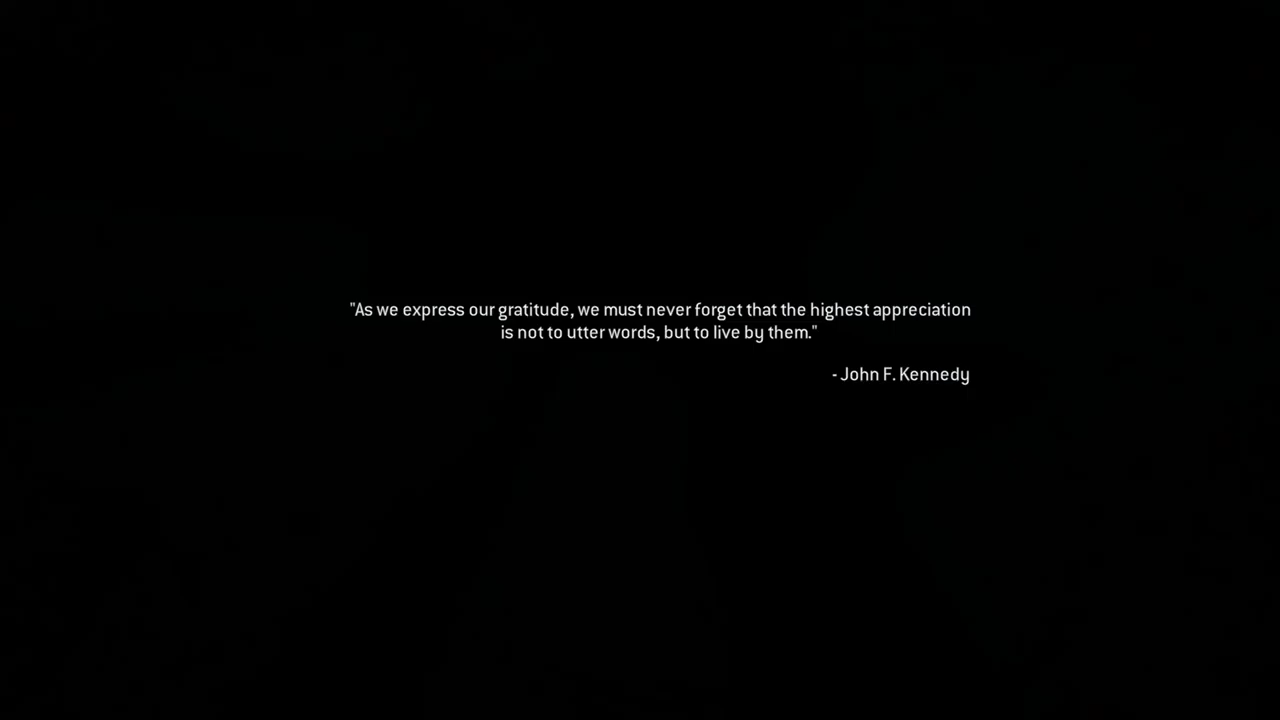 "As we express our gratitude, we must never forget that the highest appreciation
is not to utter words, but to live by them."
- John F. Kennedy